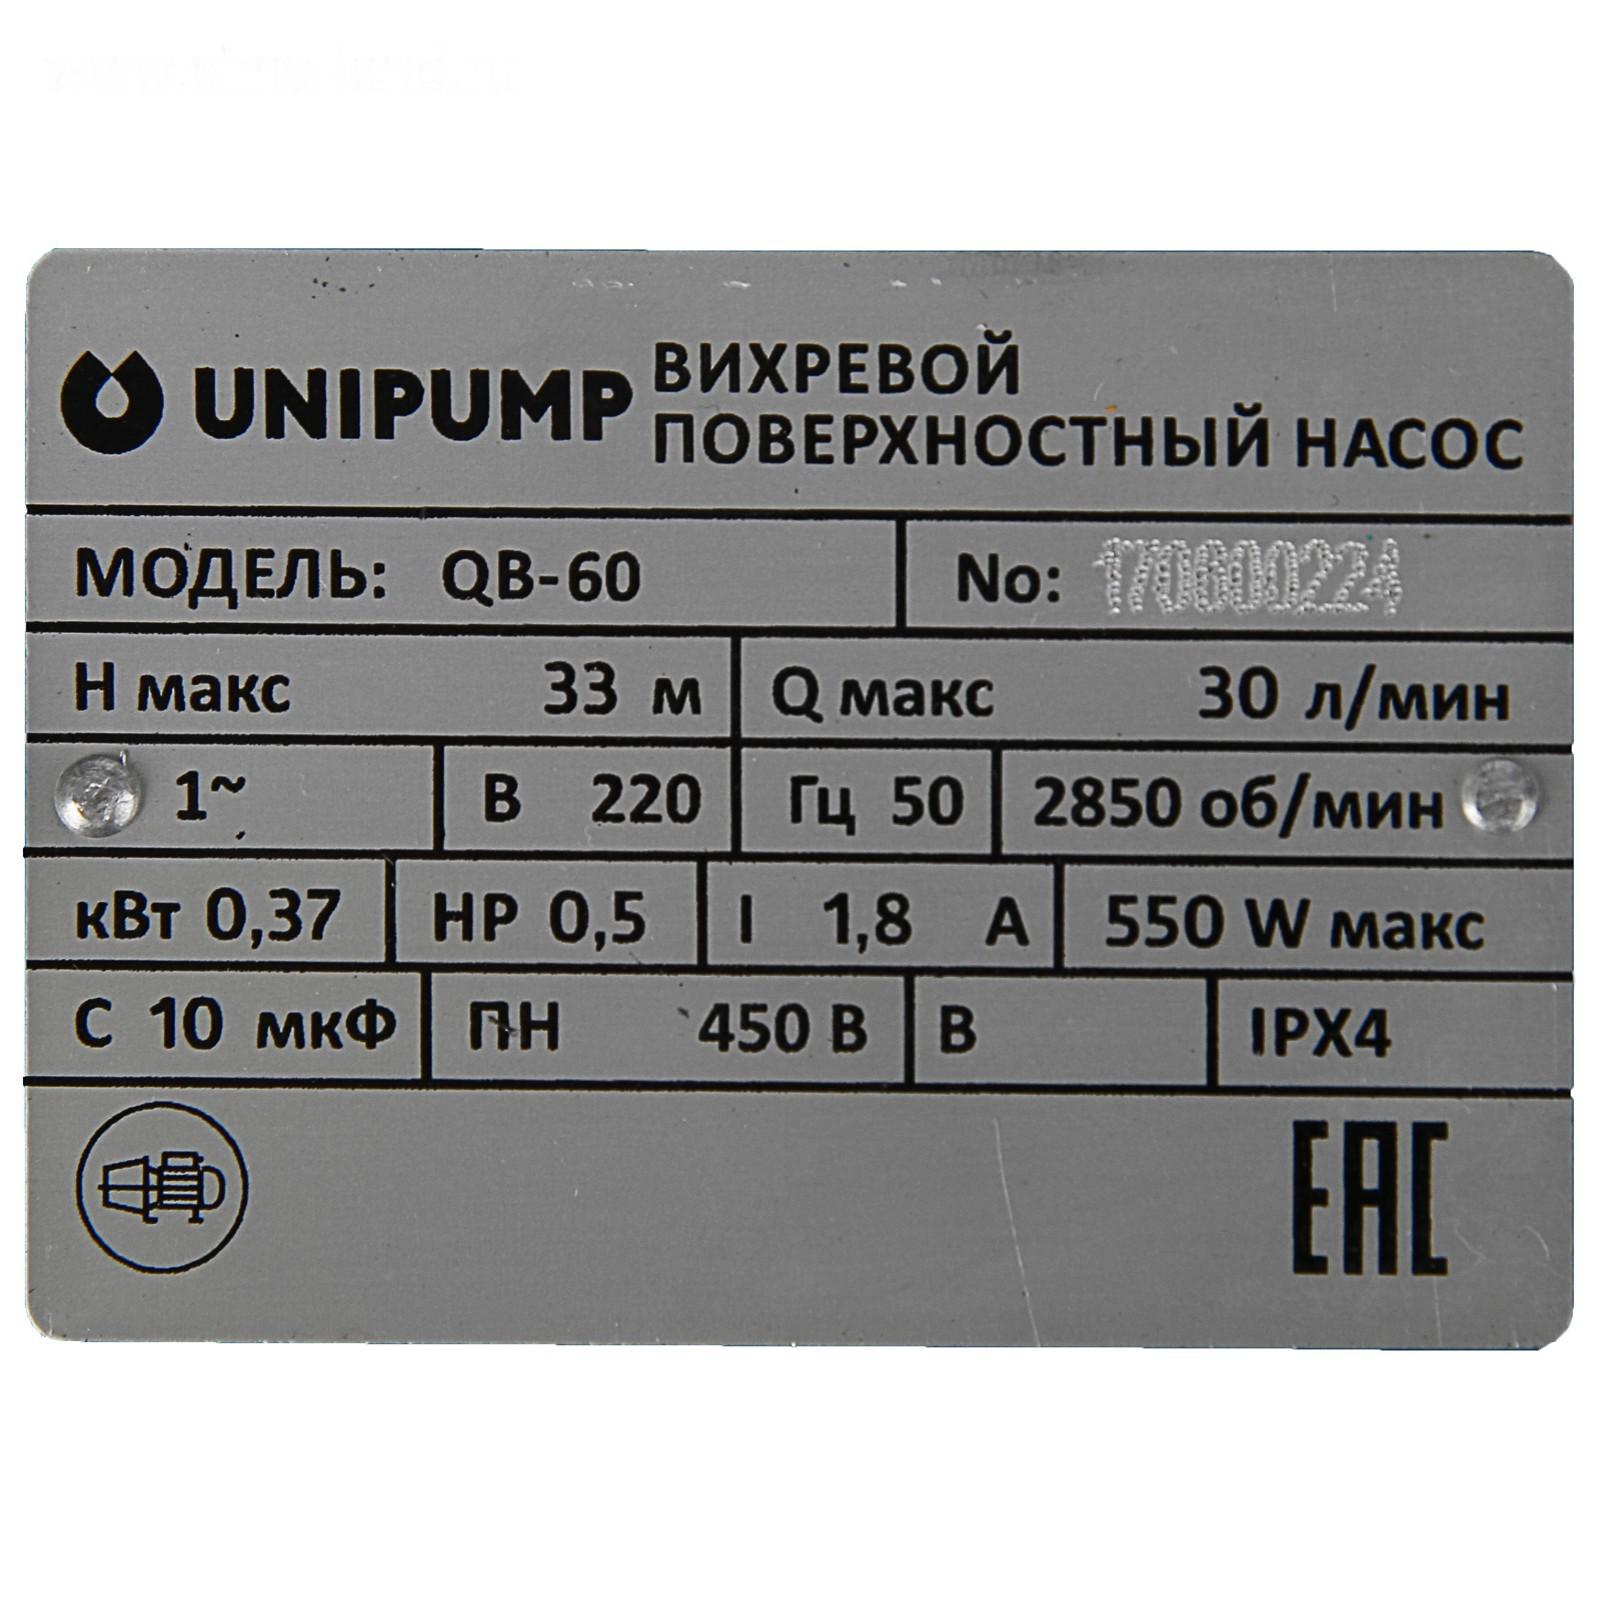 UNIPUMP ВИХРЕВОЙ
ПОВЕРХНОСТНЫЙ НАСОС
МОДЕЛЬ: QB-60 No: 170600224
Н макс 33 м Q макс 30 л/мин
1~ В 220 Гц 50 2850 об/мин
кВт 0,37 HP 0,5 I 1,8 А 550 W макс
С 10 мкФ ПН 450 В В IPX4
EAC